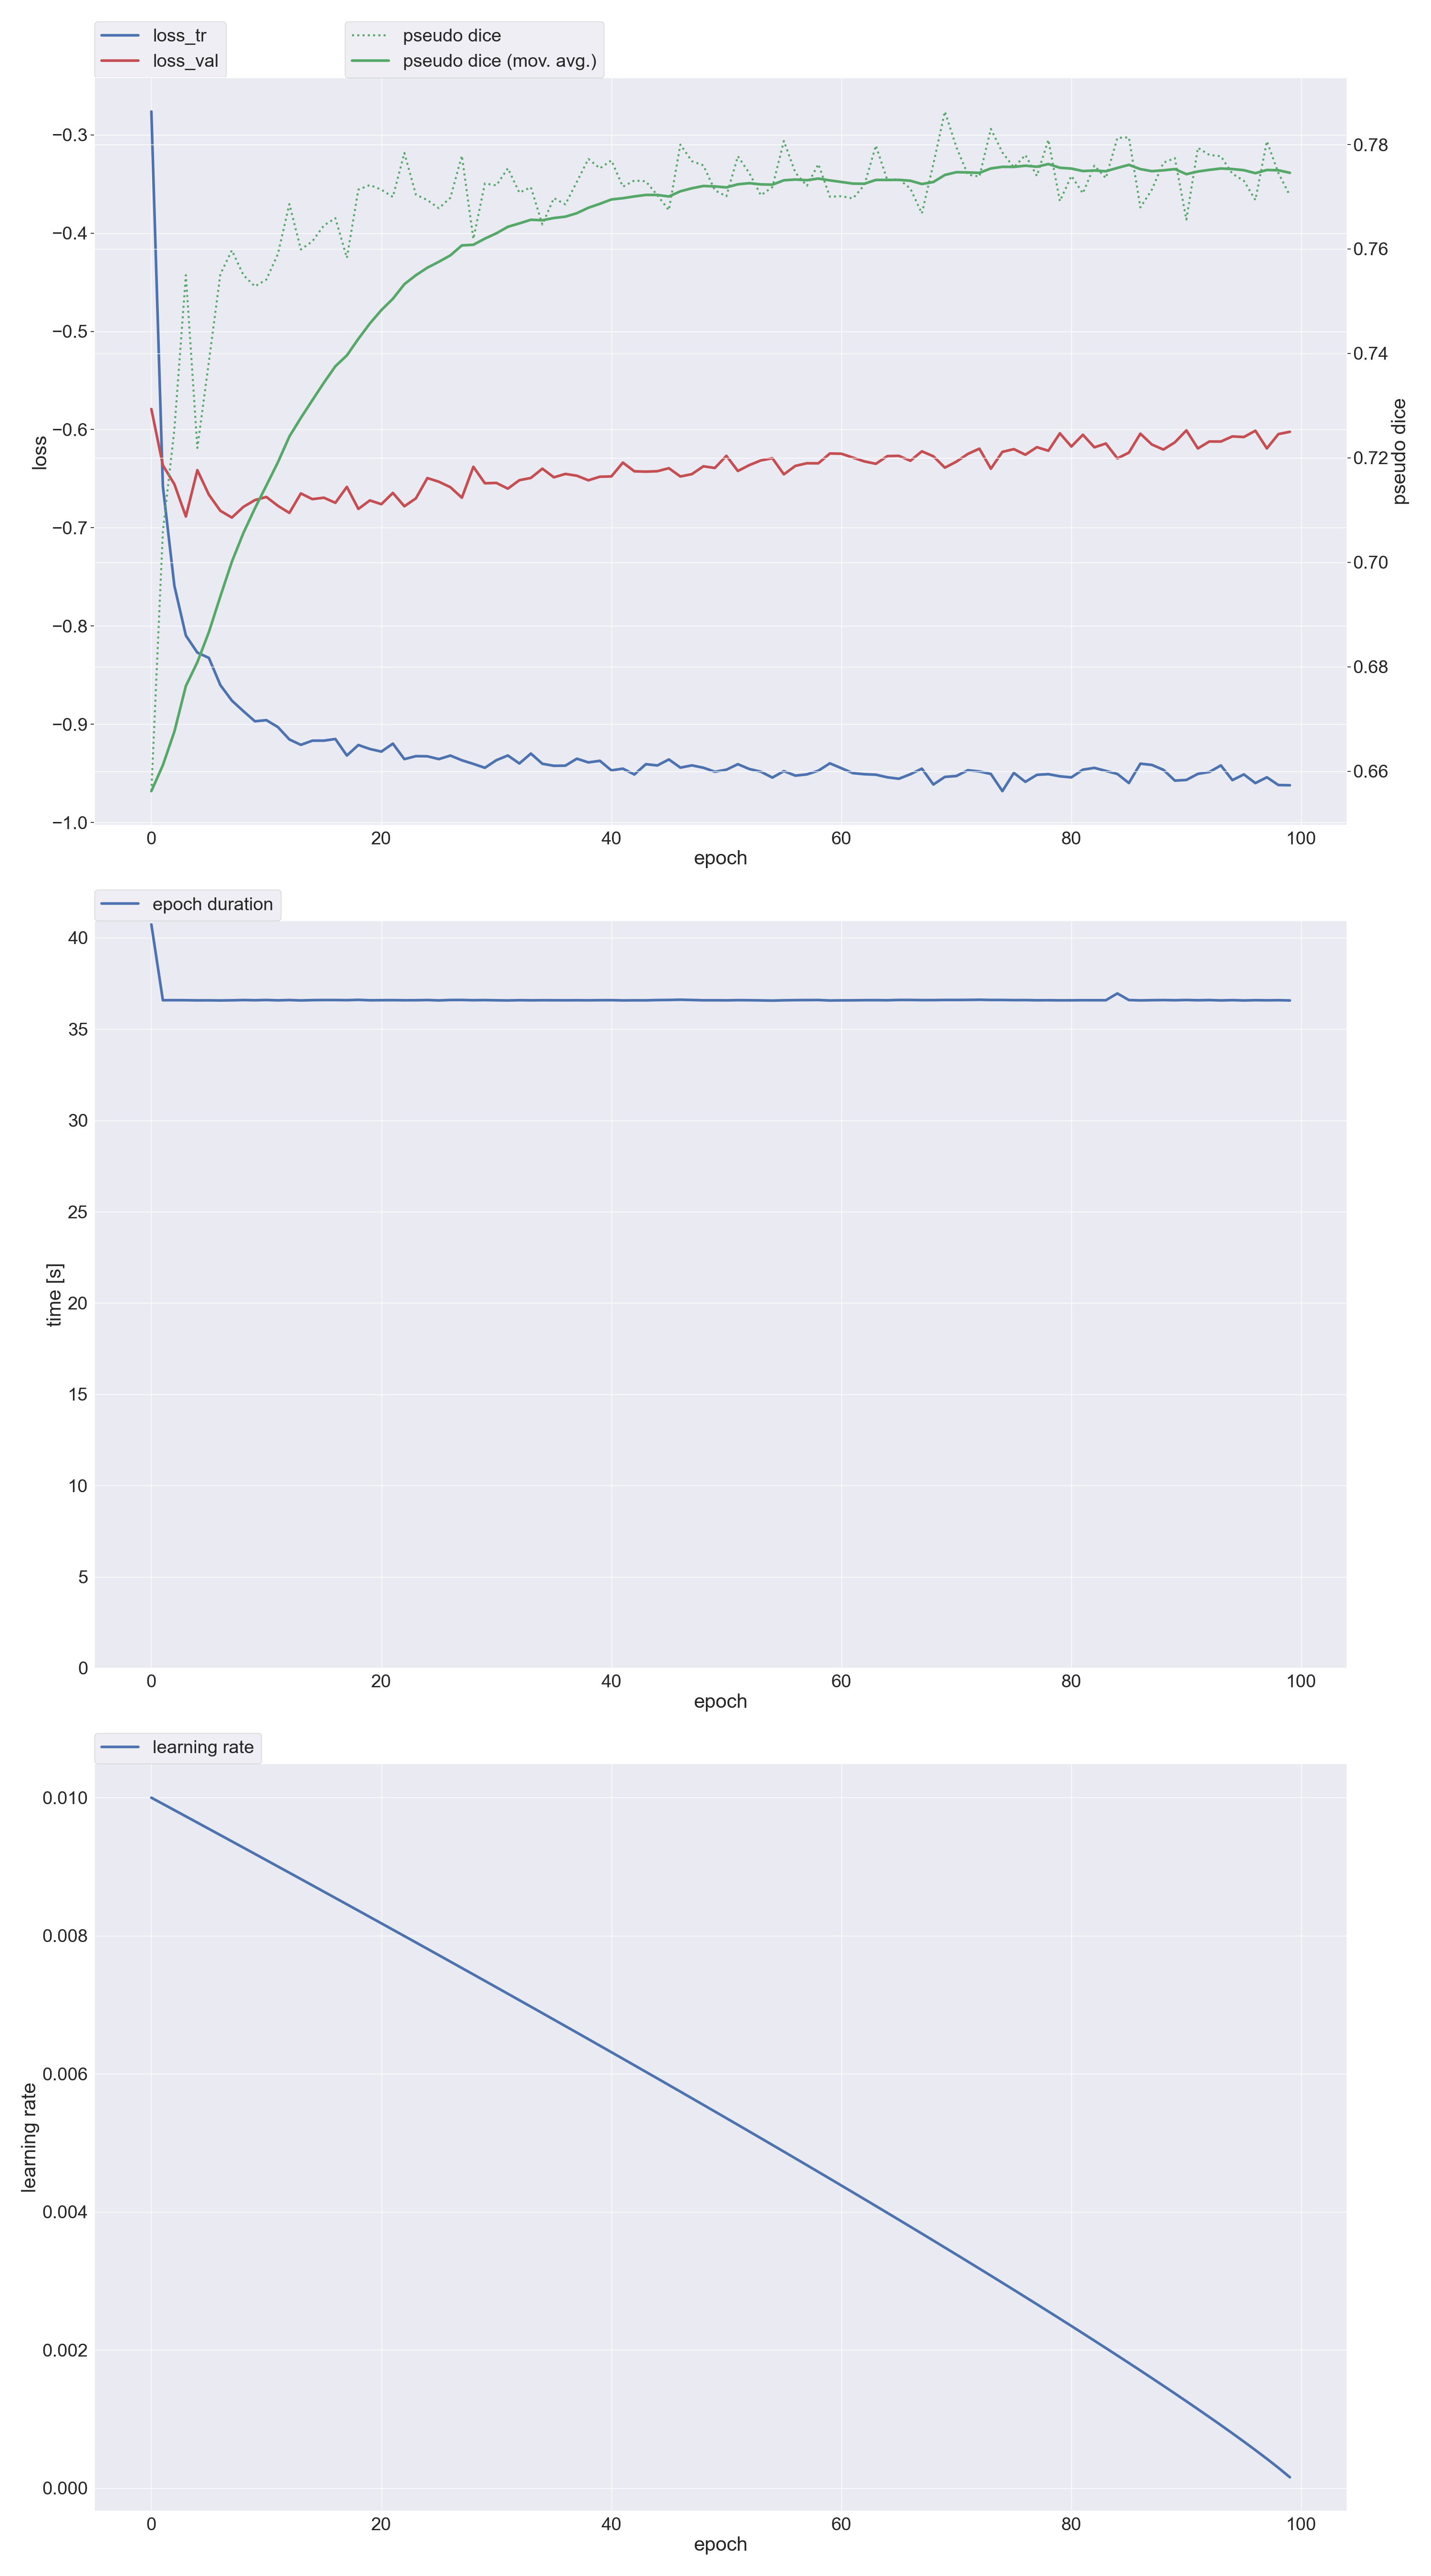 loss_tr
loss_val
pseudo dice
pseudo dice (mov. avg.)
−0.3
−0.4
−0.5
−0.6
−0.7
−0.8
−0.9
−1.0
loss
0.78
0.76
0.74
0.72
0.70
0.68
0.66
pseudo dice
0 20 40 60 80 100
epoch
epoch duration
40
35
30
25
20
15
10
5
0
time [s]
0 20 40 60 80 100
epoch
learning rate
0.010
0.008
0.006
0.004
0.002
0.000
learning rate
0 20 40 60 80 100
epoch